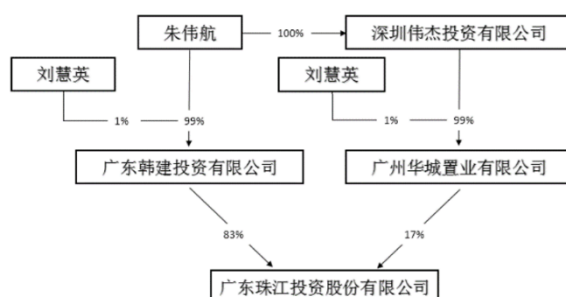 朱伟航
100%
深圳伟杰投资有限公司
刘慧英
刘慧英
1%
99%
1%
99%
广东韩建投资有限公司
广州华城置业有限公司
83%
17%
广东珠江投资股份有限公司